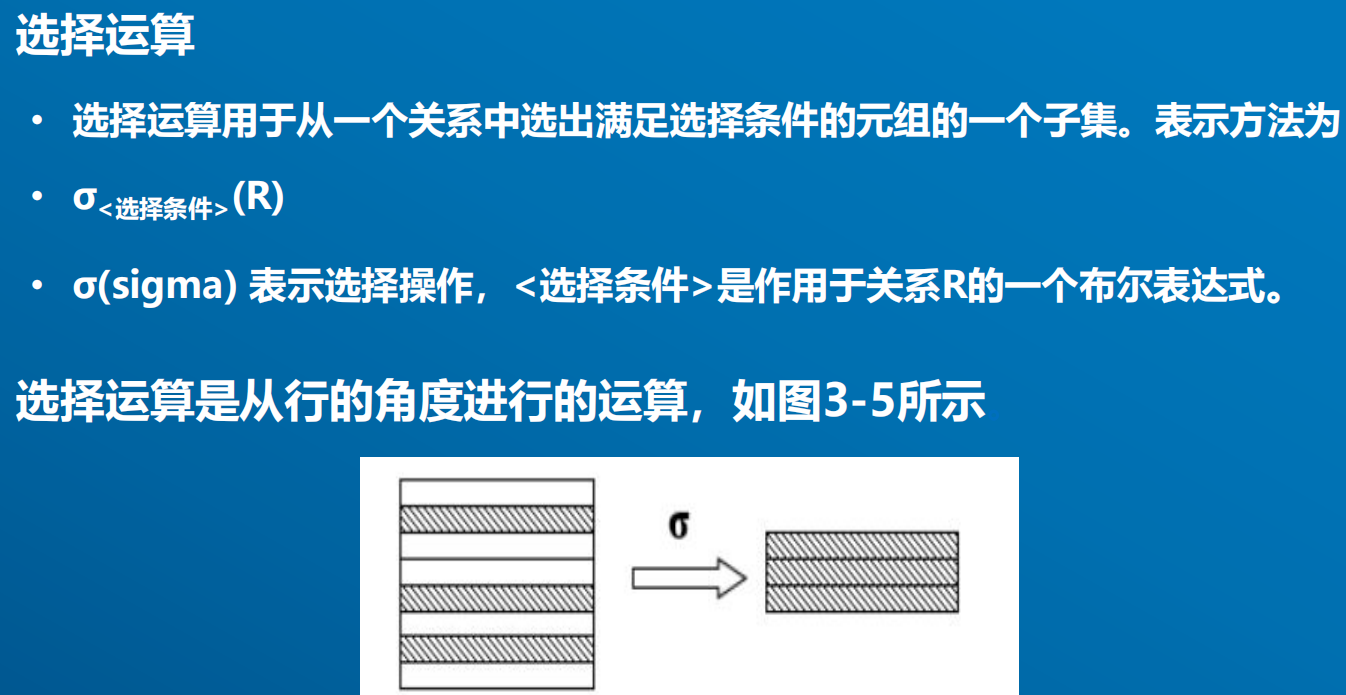 选择运算
• 选择运算用于从一个关系中选出满足选择条件的元组的一个子集。表示方法为
• σ<选择条件>(R)
• σ(sigma) 表示选择操作，<选择条件>是作用于关系R的一个布尔表达式。
选择运算是从行的角度进行的运算，如图3-5所示
σ